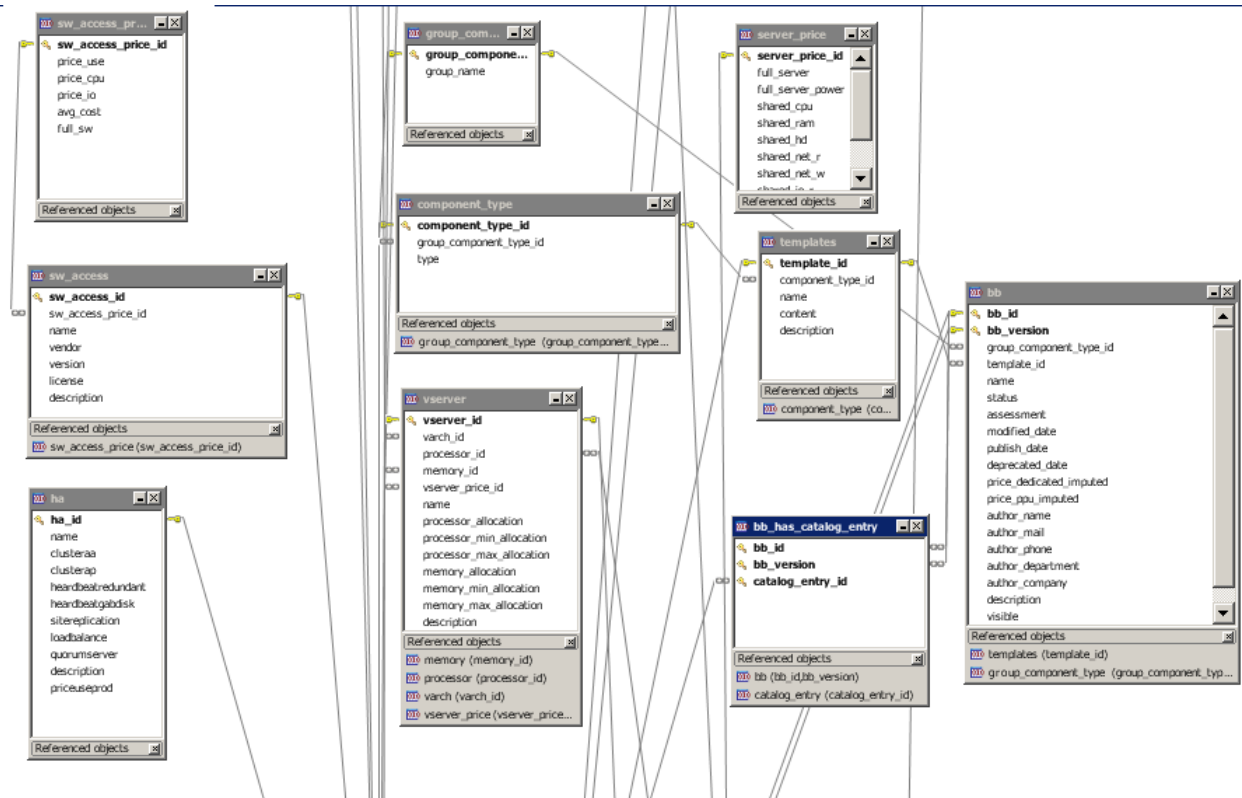 sw_access_pr...
sw_access_price_id
price_use
price_cpu
price_io
avg_cost
full_sw
Referenced objects
group_com...
group_compone...
group_name
Referenced objects
server_price
server_price_id
full_server
full_server_power
shared_cpu
shared_ram
shared_hd
shared_net_r
shared_net_w
Referenced objects
component_type
component_type_id
group_component_type_id
type
Referenced objects
group_component_type (group_component_type...
templates
template_id
component_type_id
name
content
description
Referenced objects
component_type (co...
sw_access
sw_access_id
sw_access_price_id
name
vendor
version
license
description
Referenced objects
sw_access_price (sw_access_price_id)
bb
bb_id
bb_version
group_component_type_id
template_id
name
status
assessment
modified_date
publish_date
deprecated_date
price_dedicated_imputed
price_ppu_imputed
author_name
author_mail
author_phone
author_department
author_company
description
visible
Referenced objects
templates (template_id)
group_component_type (group_component_typ...
vserver
vserver_id
varch_id
processor_id
memory_id
vserver_price_id
name
processor_allocation
processor_min_allocation
processor_max_allocation
memory_allocation
memory_min_allocation
memory_max_allocation
description
Referenced objects
memory (memory_id)
processor (processor_id)
varch (varch_id)
vserver_price (vserver_price...
ha
ha_id
name
clusteraa
clusterap
heardbeatredundant
heardbeatgabdisk
sitereplication
loadbalance
quorumserver
description
priceuseprod
Referenced objects
bb_has_catalog_entry
bb_id
bb_version
catalog_entry_id
Referenced objects
bb (bb_id,bb_version)
catalog_entry (catalog_entry_id)